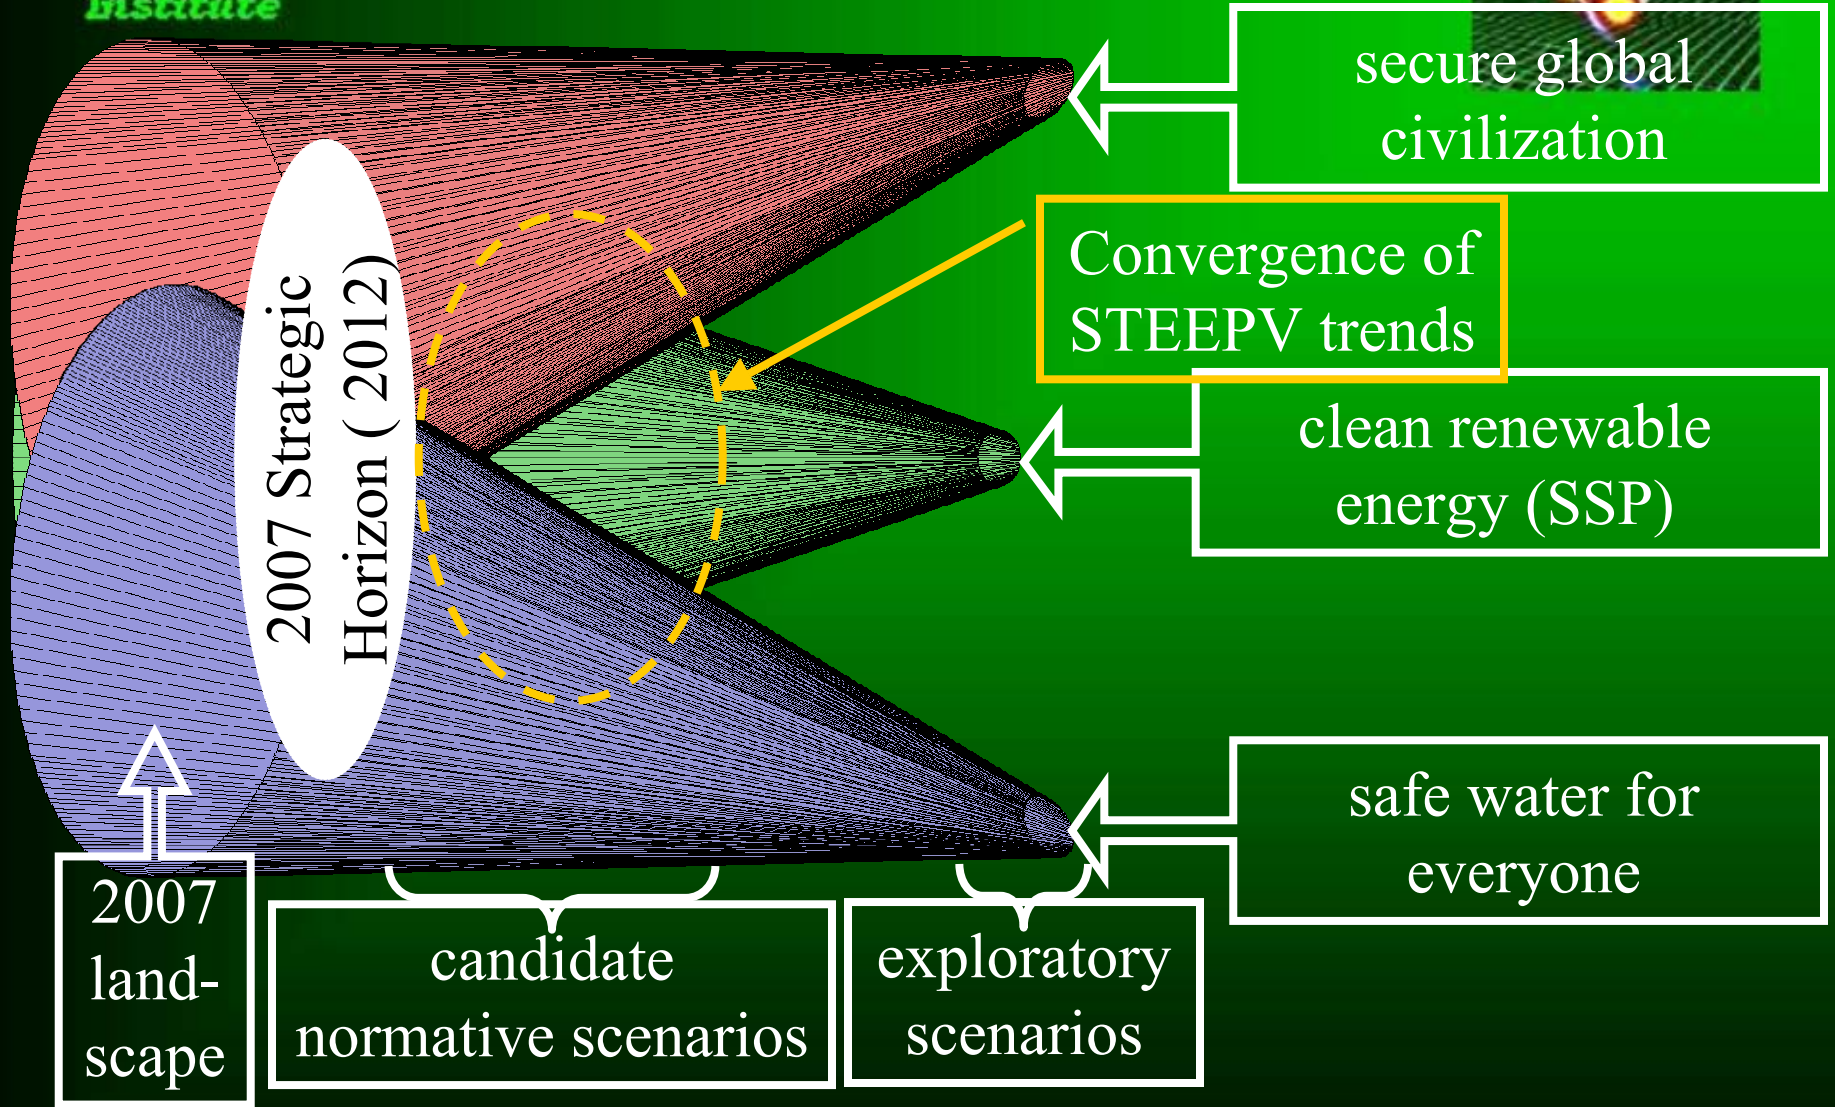 Institute
secure global
civilization
Convergence of
STEEPV trends
2007 Strategic
Horizon ( 2012)
clean renewable
energy (SSP)
safe water for
everyone
2007
land-
scape
candidate
normative scenarios
exploratory
scenarios